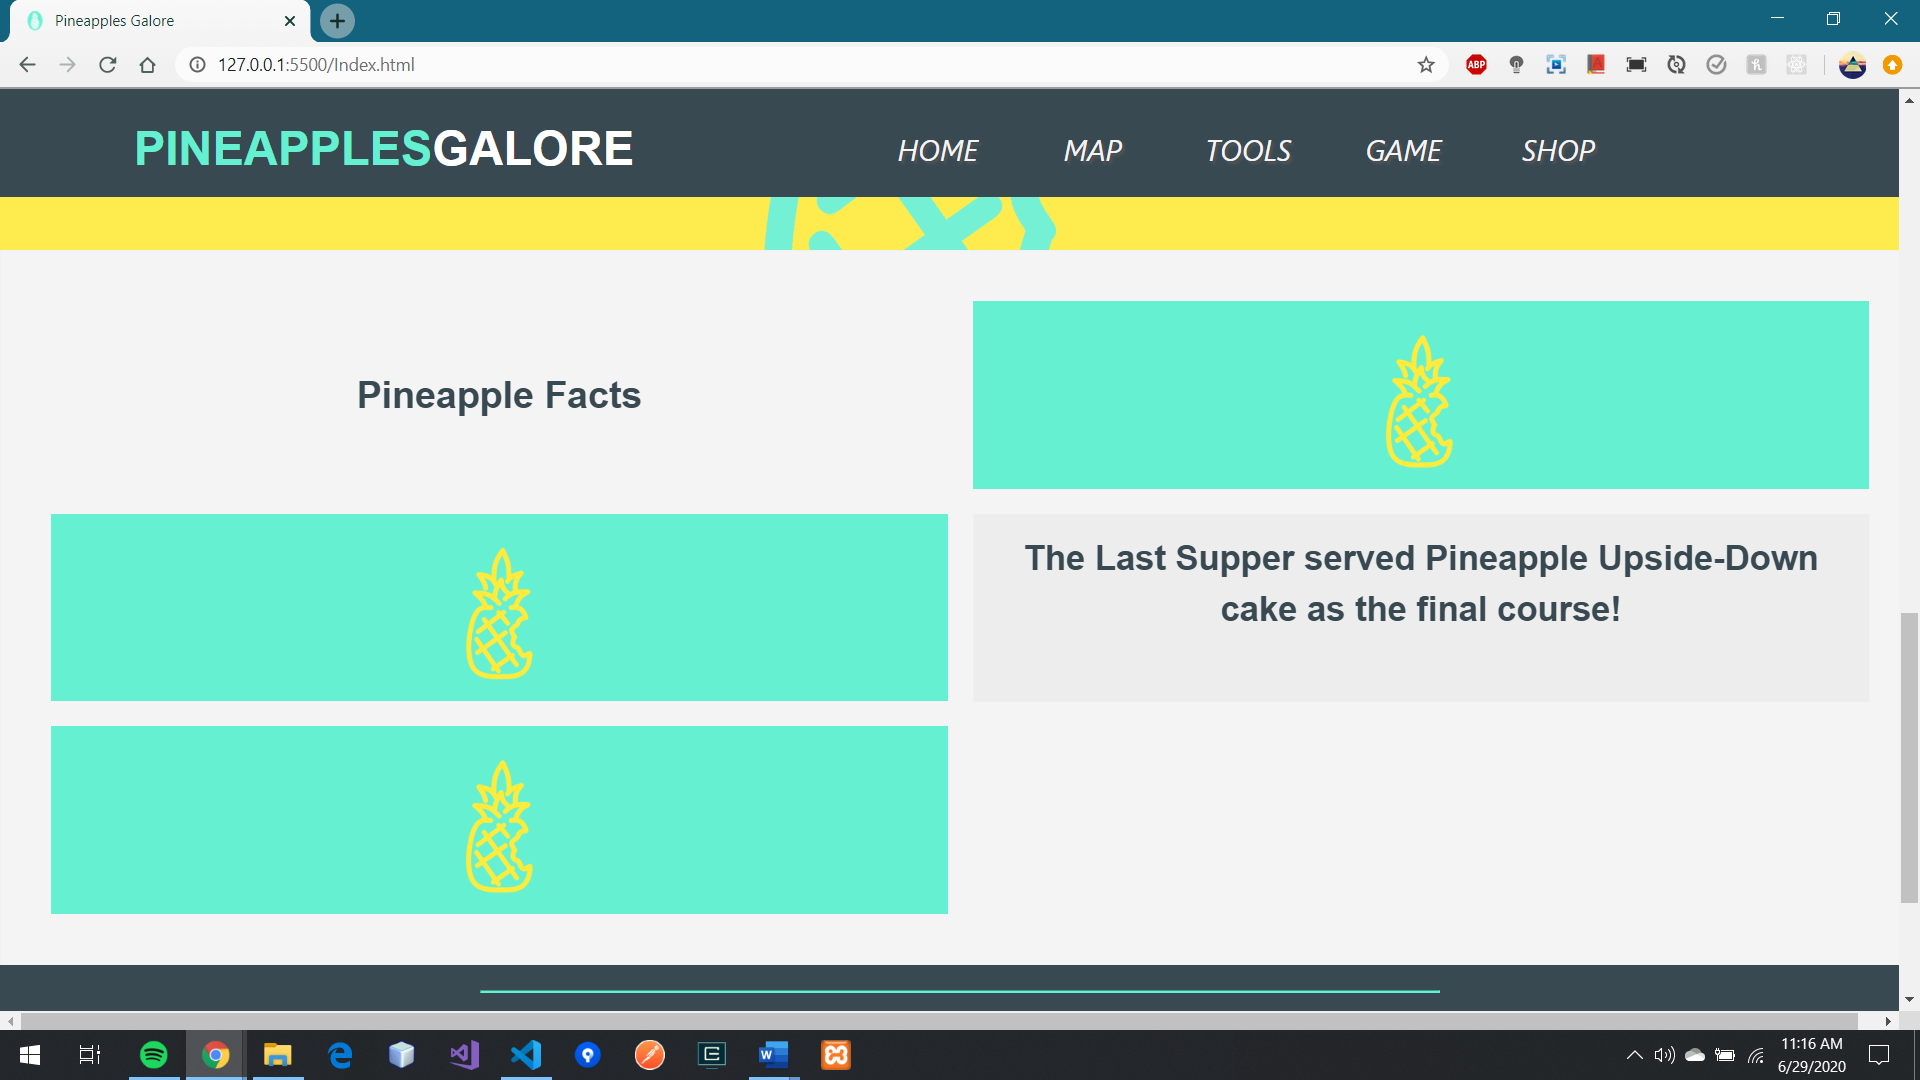 Pineapples Galore
127.0.0.1:5500/Index.html
ABP
PINEAPPLESGALORE
HOME MAP TOOLS GAME SHOP
Pineapple Facts
The Last Supper served Pineapple Upside-Down
cake as the final course!
11:16 AM
6/29/2020